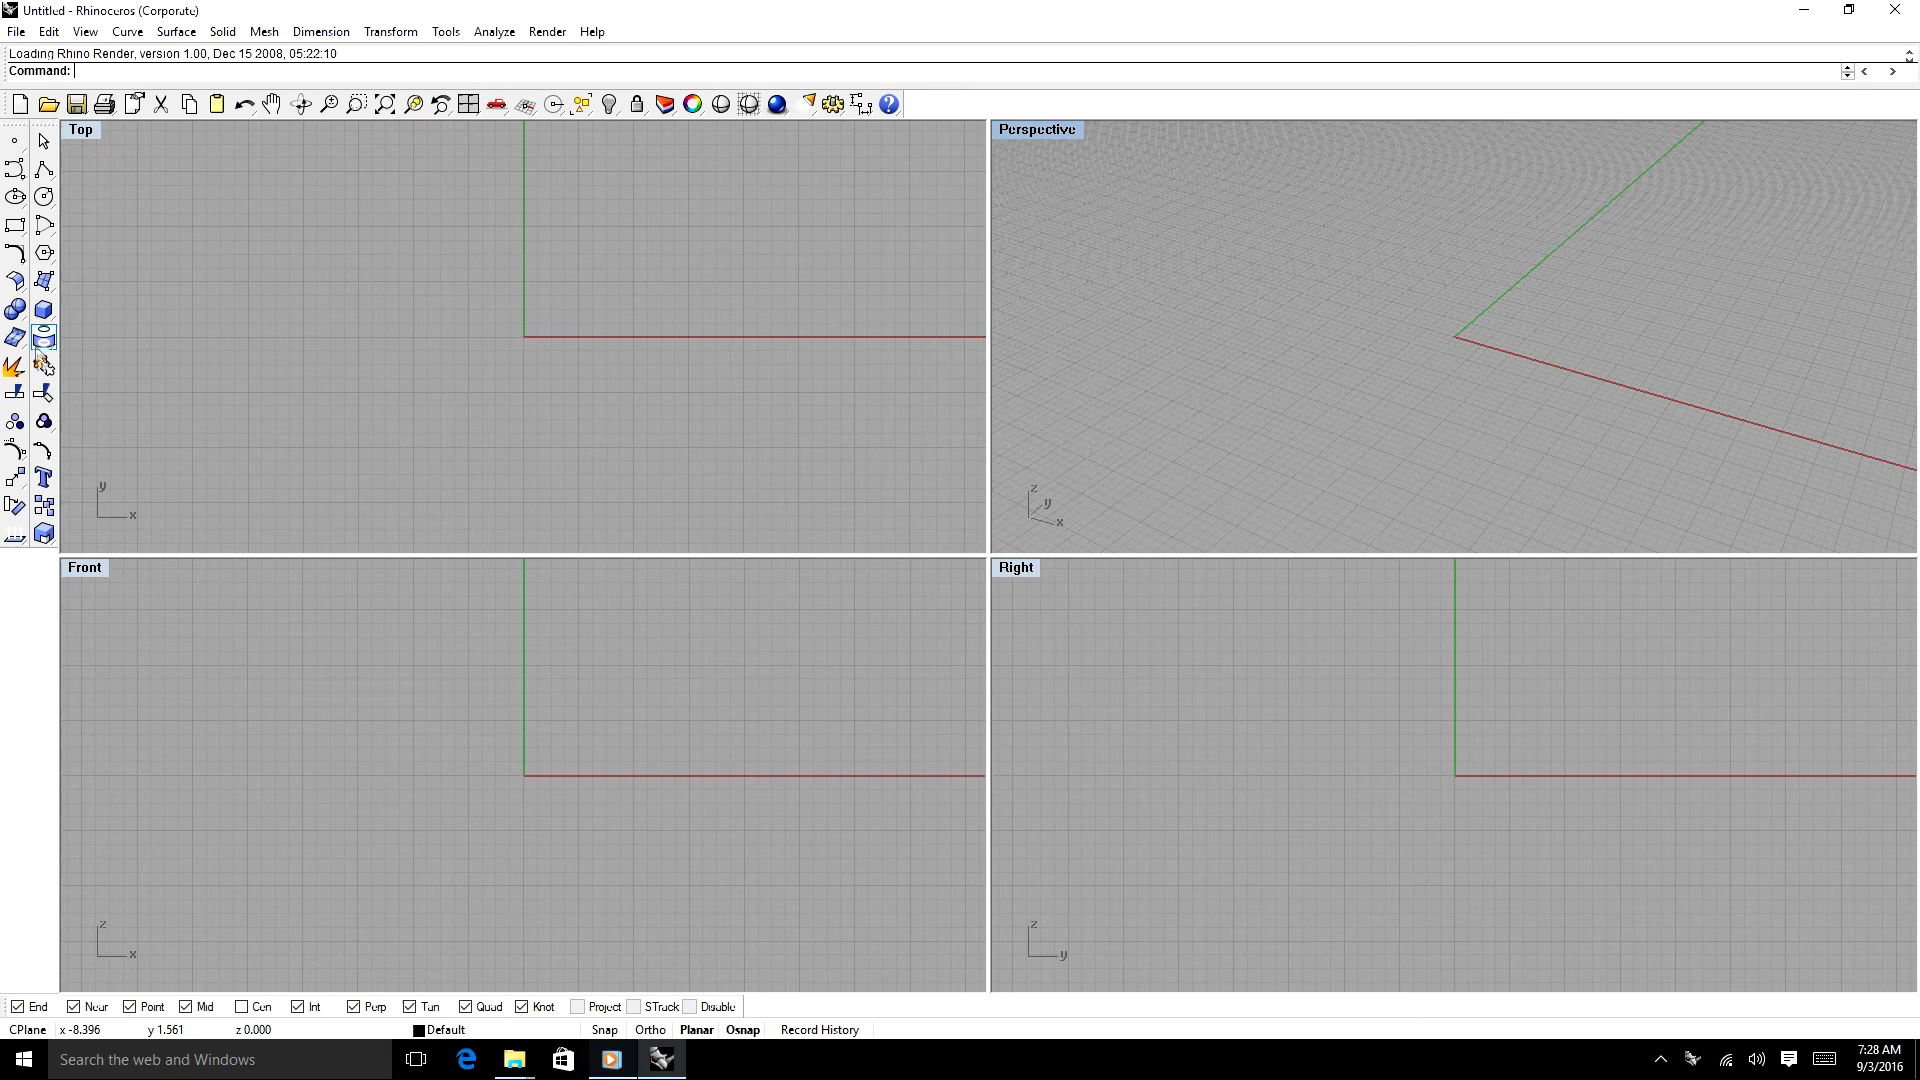 Untitled - Rhinoceros (Corporate)
File Edit View Curve Surface Solid Mesh Dimension Transform Tools Analyze Render Help
Loading Rhino Render, version 1.00, Dec 15 2008, 05:22:10
Command:
Top
Perspective
y
x
z
y
x
Front
Right
z
x
z
y
End Near Point Mid Cen Int Perp Tan Quad Knot Project STrack Disable
CPlane x -8.396 y 1.561 z 0.000 Default Snap Ortho Planar Osnap Record History
Search the web and Windows
7:28 AM
9/3/2016